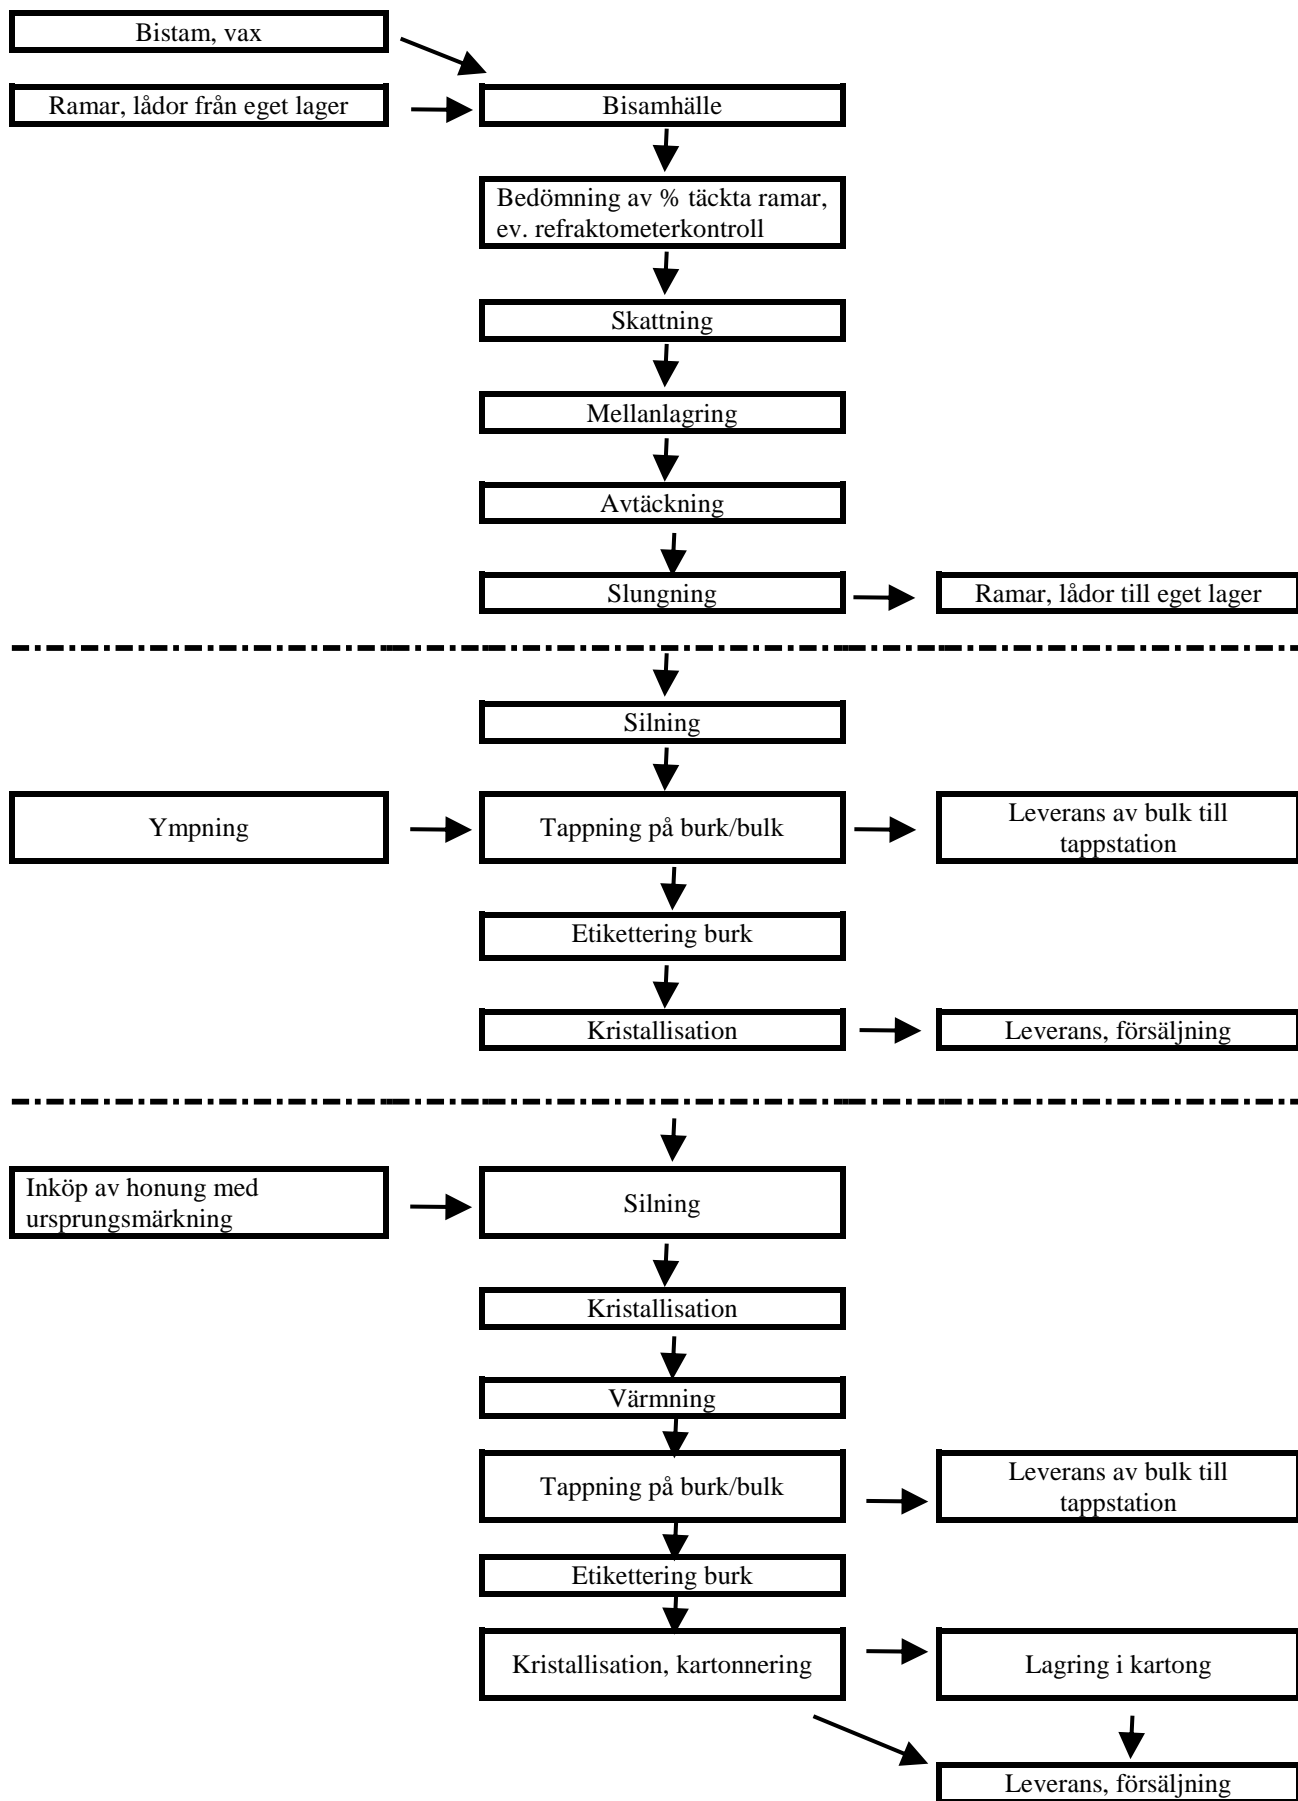 Bistam, vax
Ramar, lådor från eget lager
Bisamhälle
Bedömning av % täckta ramar,
ev. refraktometerkontroll
Skattning
Mellanlagring
Avtäckning
Slungning
Ramar, lådor till eget lager
Silning
Ympning
Tappning på burk/bulk
Leverans av bulk till
tappstation
Etikettering burk
Kristallisation
Leverans, försäljning
Inköp av honung med
ursprungsmärkning
Silning
Kristallisation
Värmning
Tappning på burk/bulk
Leverans av bulk till
tappstation
Etikettering burk
Kristallisation, kartonnering
Lagring i kartong
Leverans, försäljning